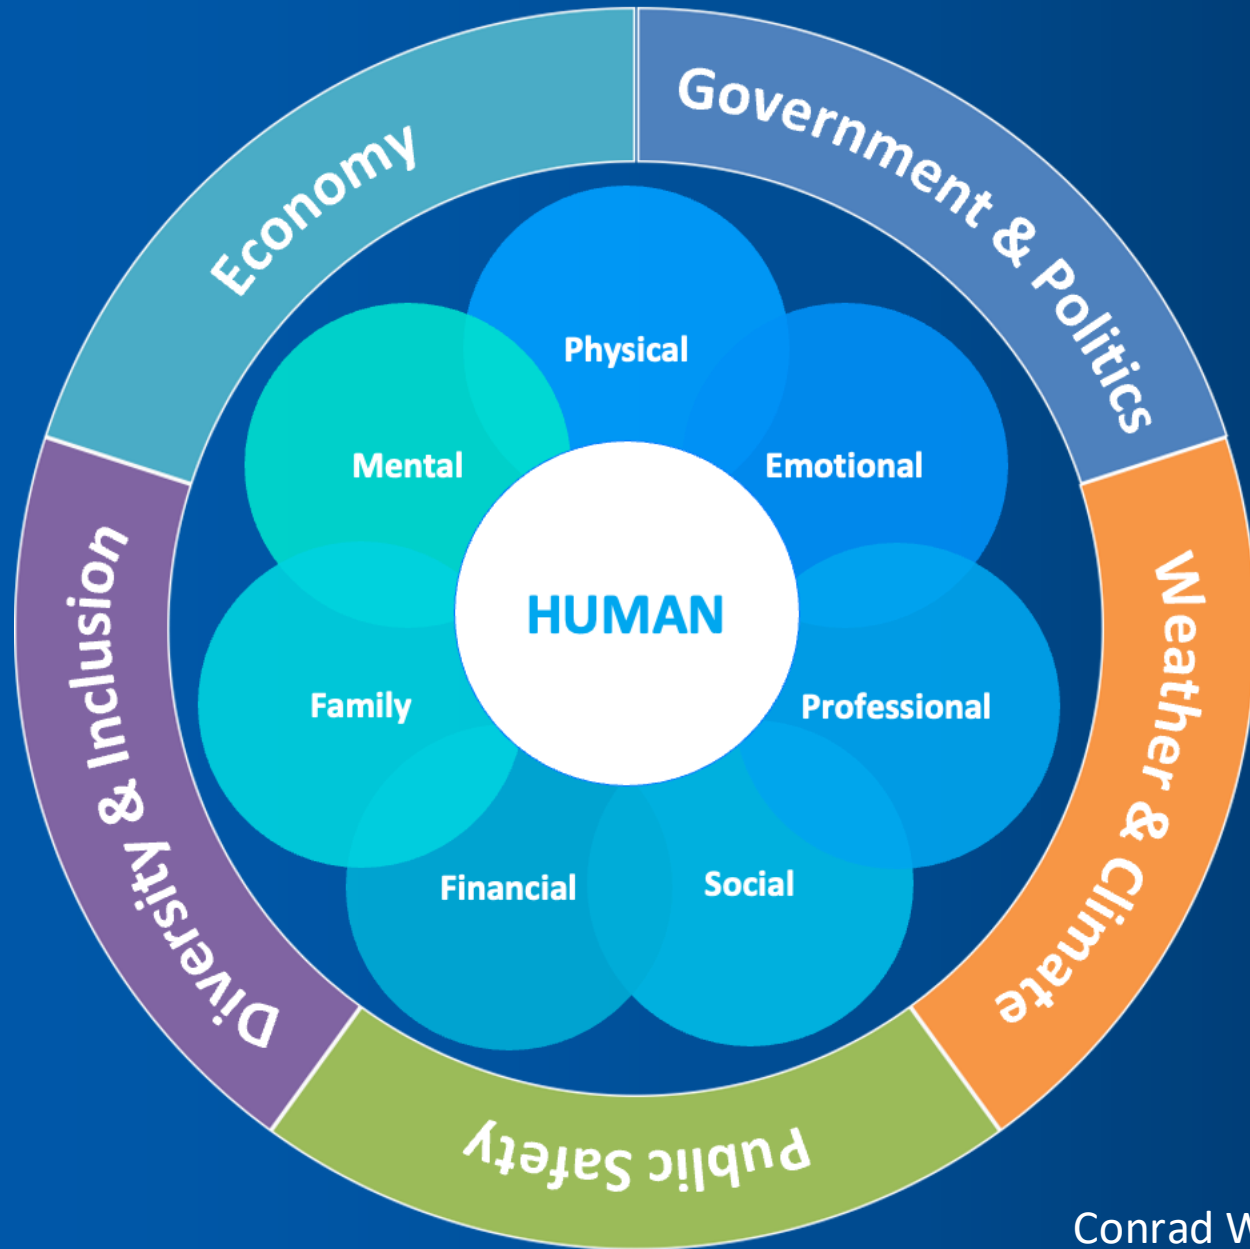 Economy
Government & Politics
Weather & Climate
Public Safety
Diversity & Inclusion
Physical
Emotional
Professional
Social
Financial
Family
Mental
HUMAN
Conrad